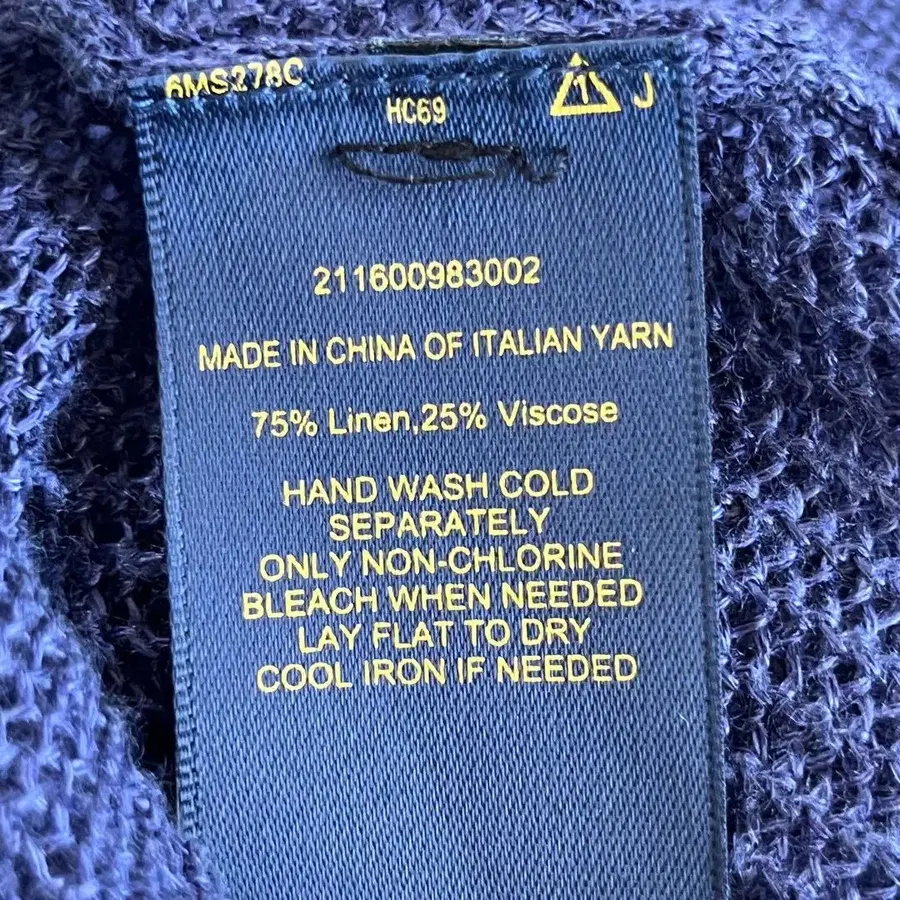 6MS278C
HC69
1 J
211600983002
MADE IN CHINA OF ITALIAN YARN
75% Linen,25% Viscose
HAND WASH COLD
SEPARATELY
ONLY NON-CHLORINE
BLEACH WHEN NEEDED
LAY FLAT TO DRY
COOL IRON IF NEEDED